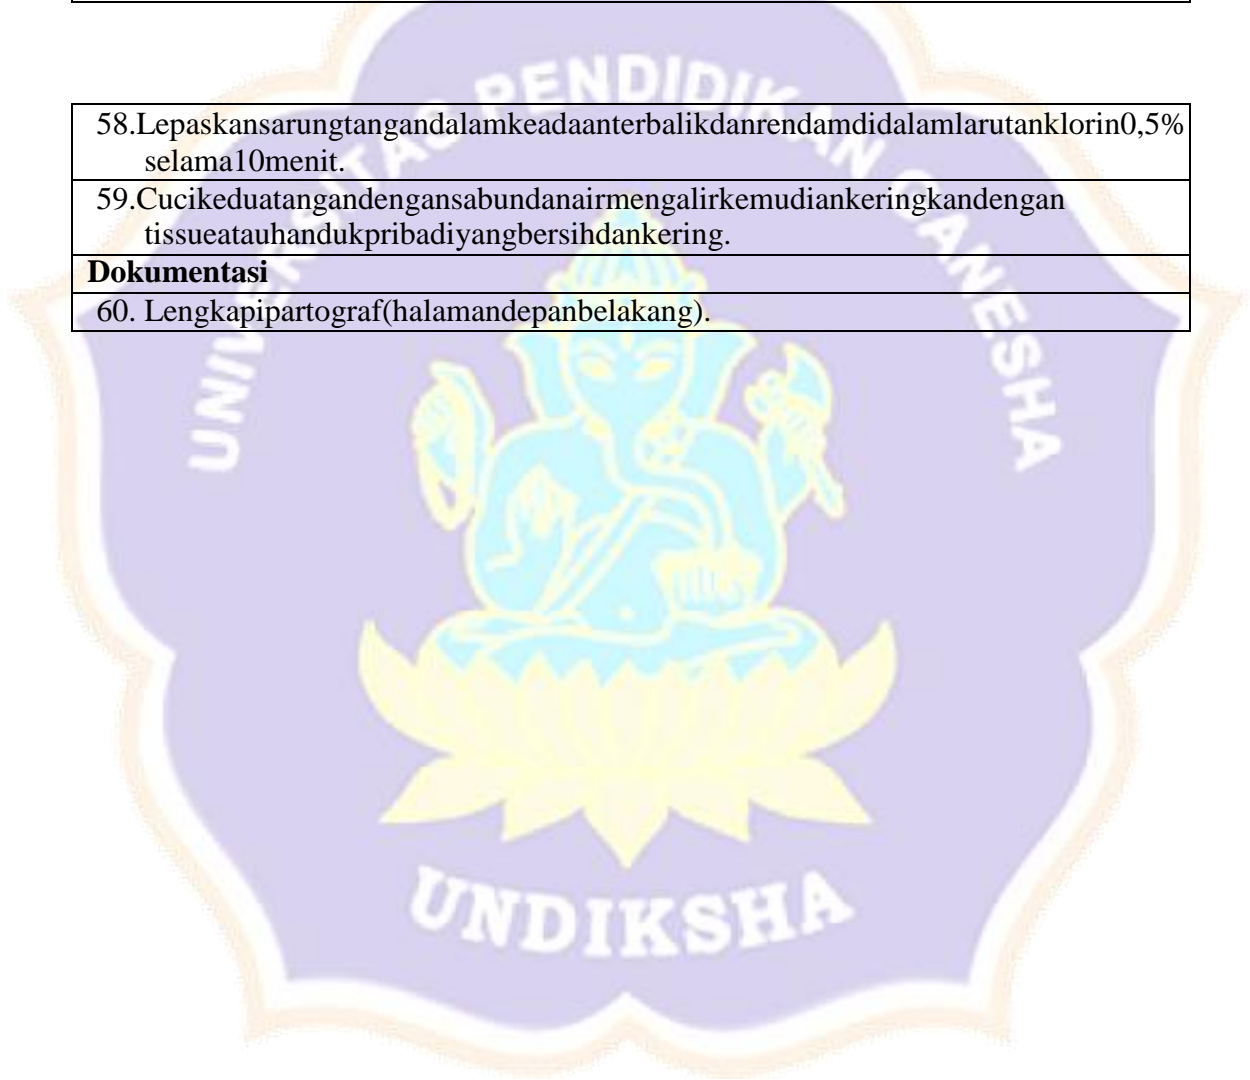 UNIVERSITAS PENDIDIKAN GANESHA
58.Lepaskansarungtangandalamkeadaanterbalikdanrendamdidalamlarutanklorin0,5%
selama10menit.
59.Cucikeduatangandengansabundanairmengalirkemudiankeringkandengan
tissueatauhandukpribadiyangbersihdankering.
Dokumentasi
60. Lengkapipartograf(halamandepanbelakang).
UNDIKSHA